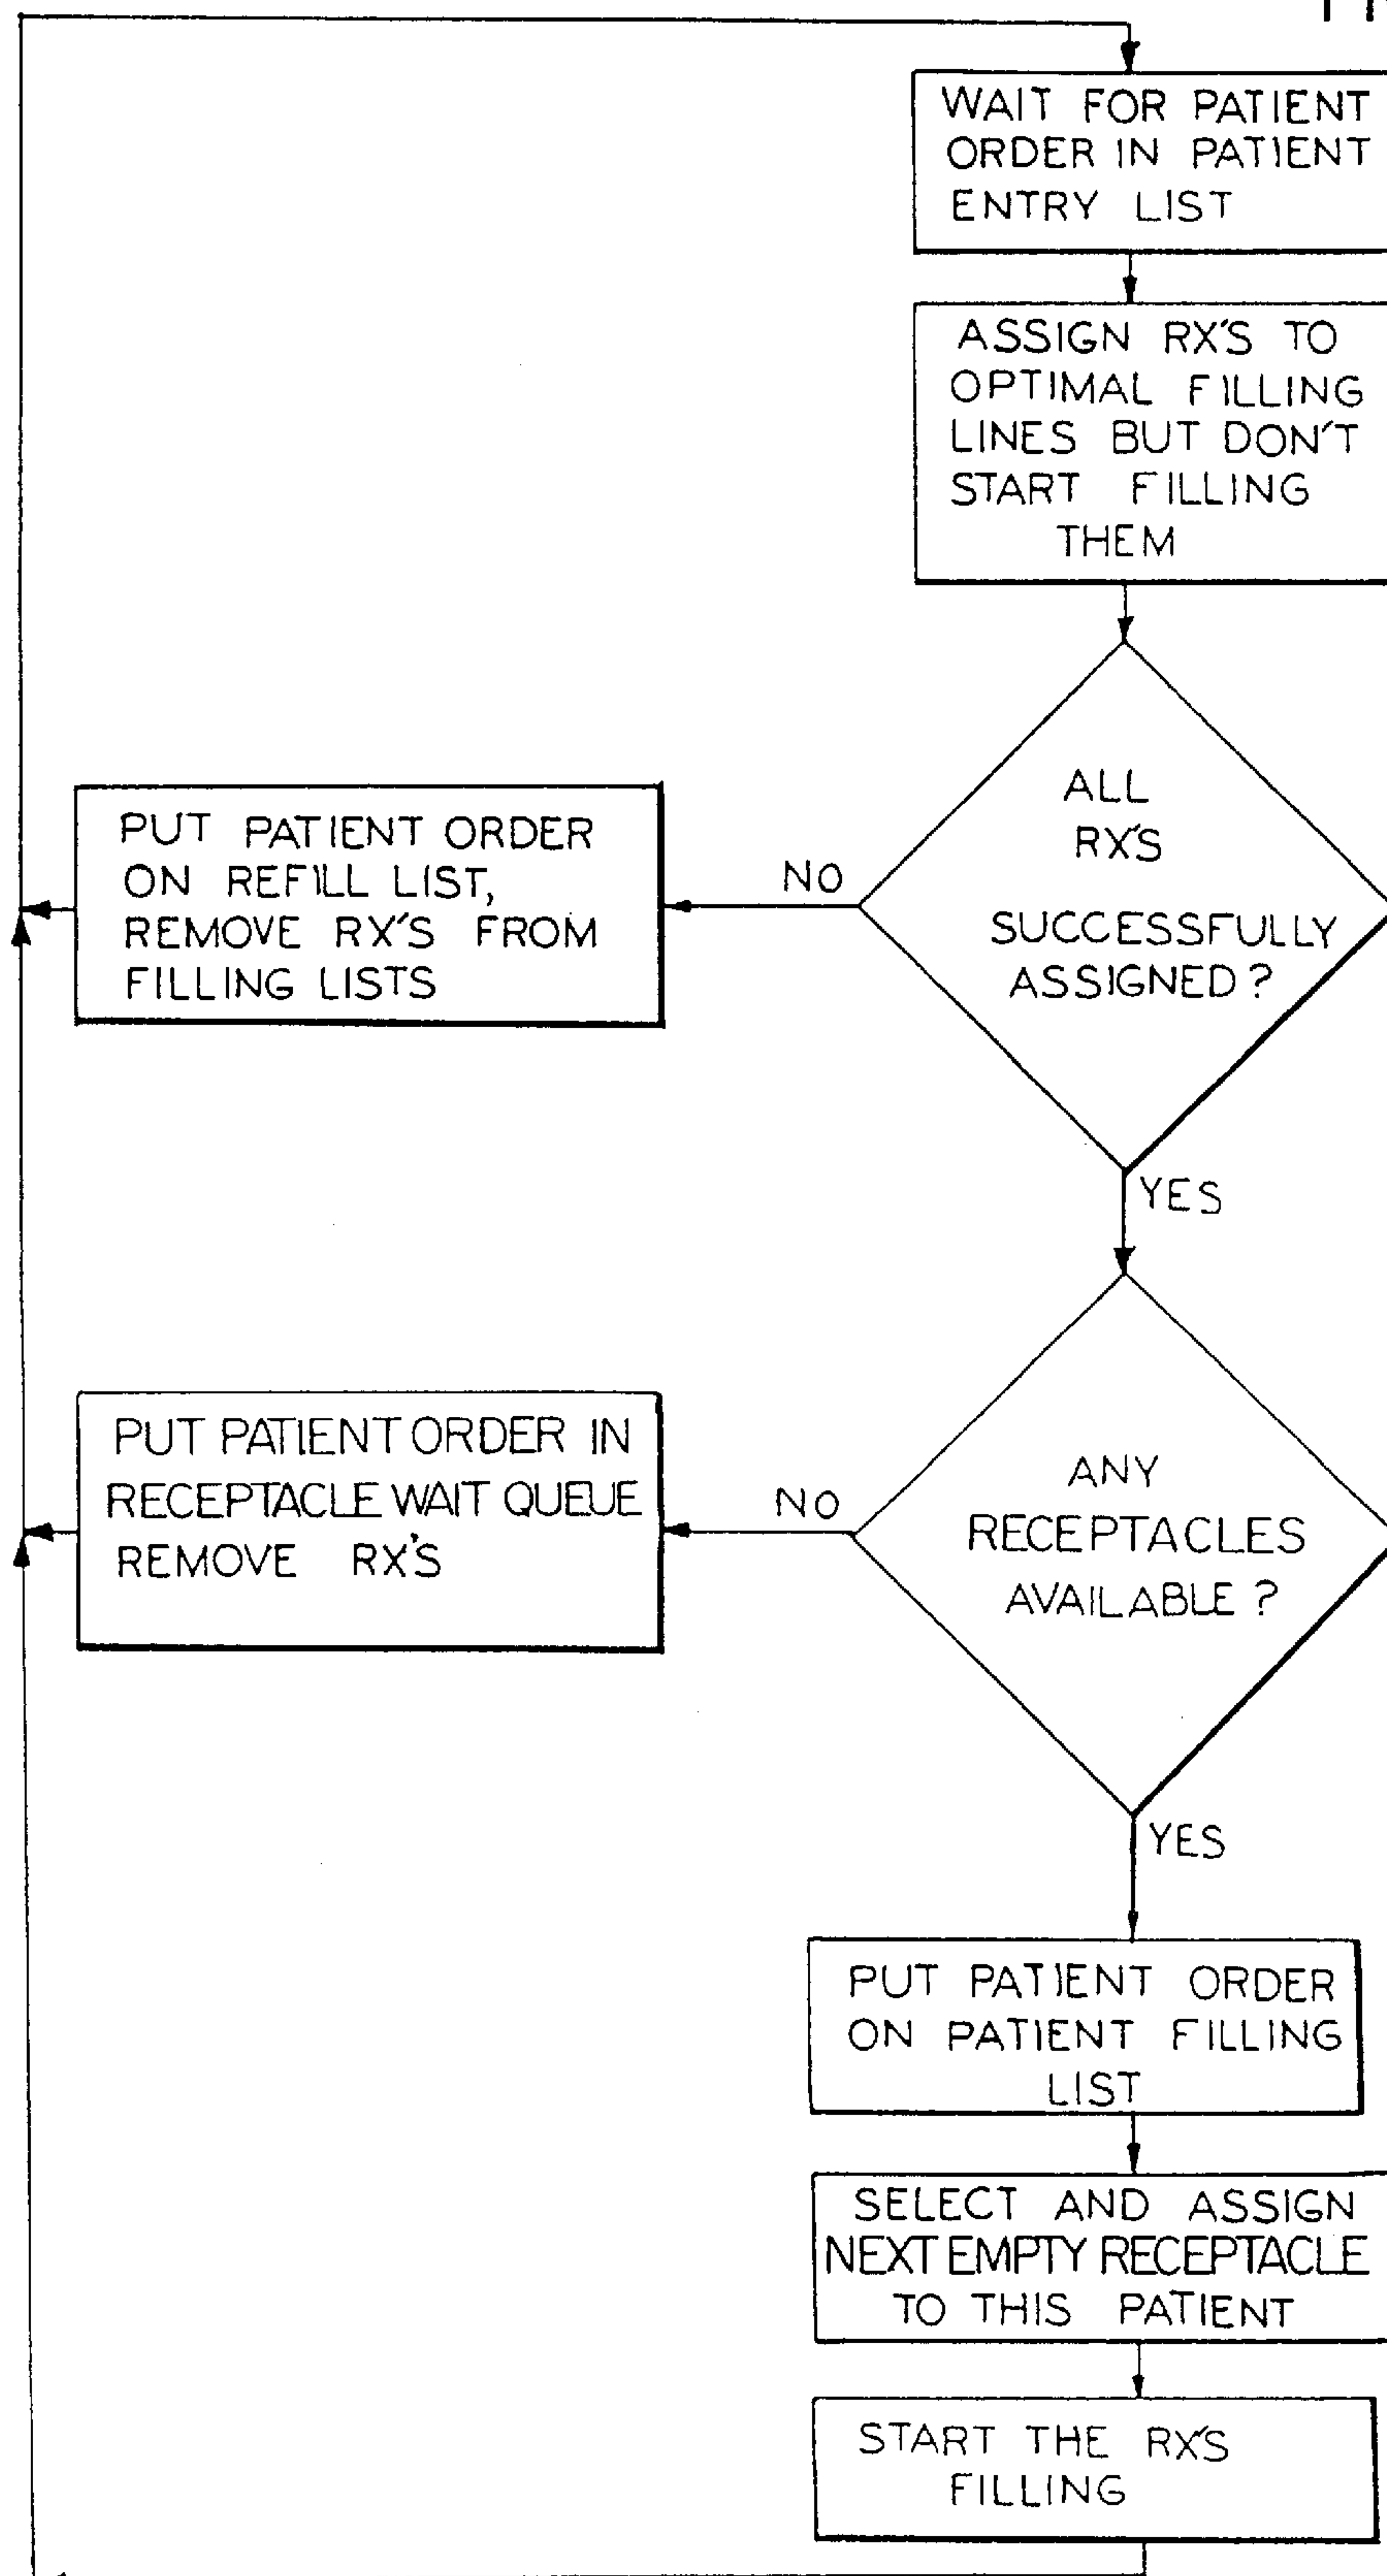 WAIT FOR PATIENT
ORDER IN PATIENT
ENTRY LIST
ASSIGN RX'S TO
OPTIMAL FILLING
LINES BUT DON'T
START FILLING
THEM
ALL
RX'S
SUCCESSFULLY
ASSIGNED?
NO
PUT PATIENT ORDER
ON REFILL LIST,
REMOVE RX'S FROM
FILLING LISTS
YES
ANY
RECEPTACLES
AVAILABLE?
NO
PUT PATIENT ORDER IN
RECEPTACLE WAIT QUEUE
REMOVE RX'S
YES
PUT PATIENT ORDER
ON PATIENT FILLING
LIST
SELECT AND ASSIGN
NEXT EMPTY RECEPTACLE
TO THIS PATIENT
START THE RX'S
FILLING